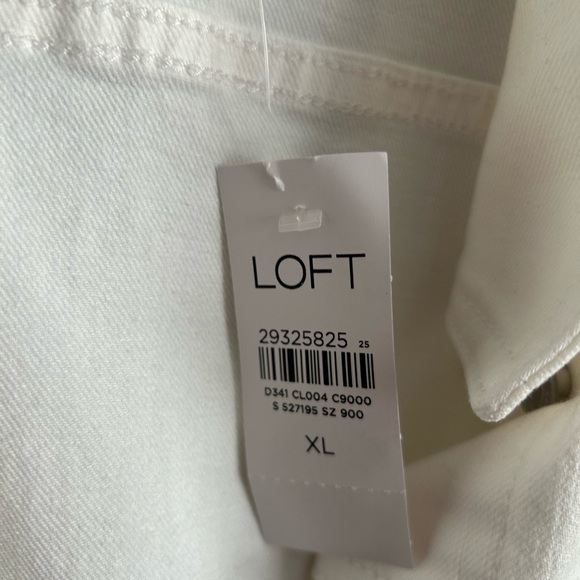 LOFT
29325825 25
D341 CL004 C9000
S 527195 SZ 900
XL